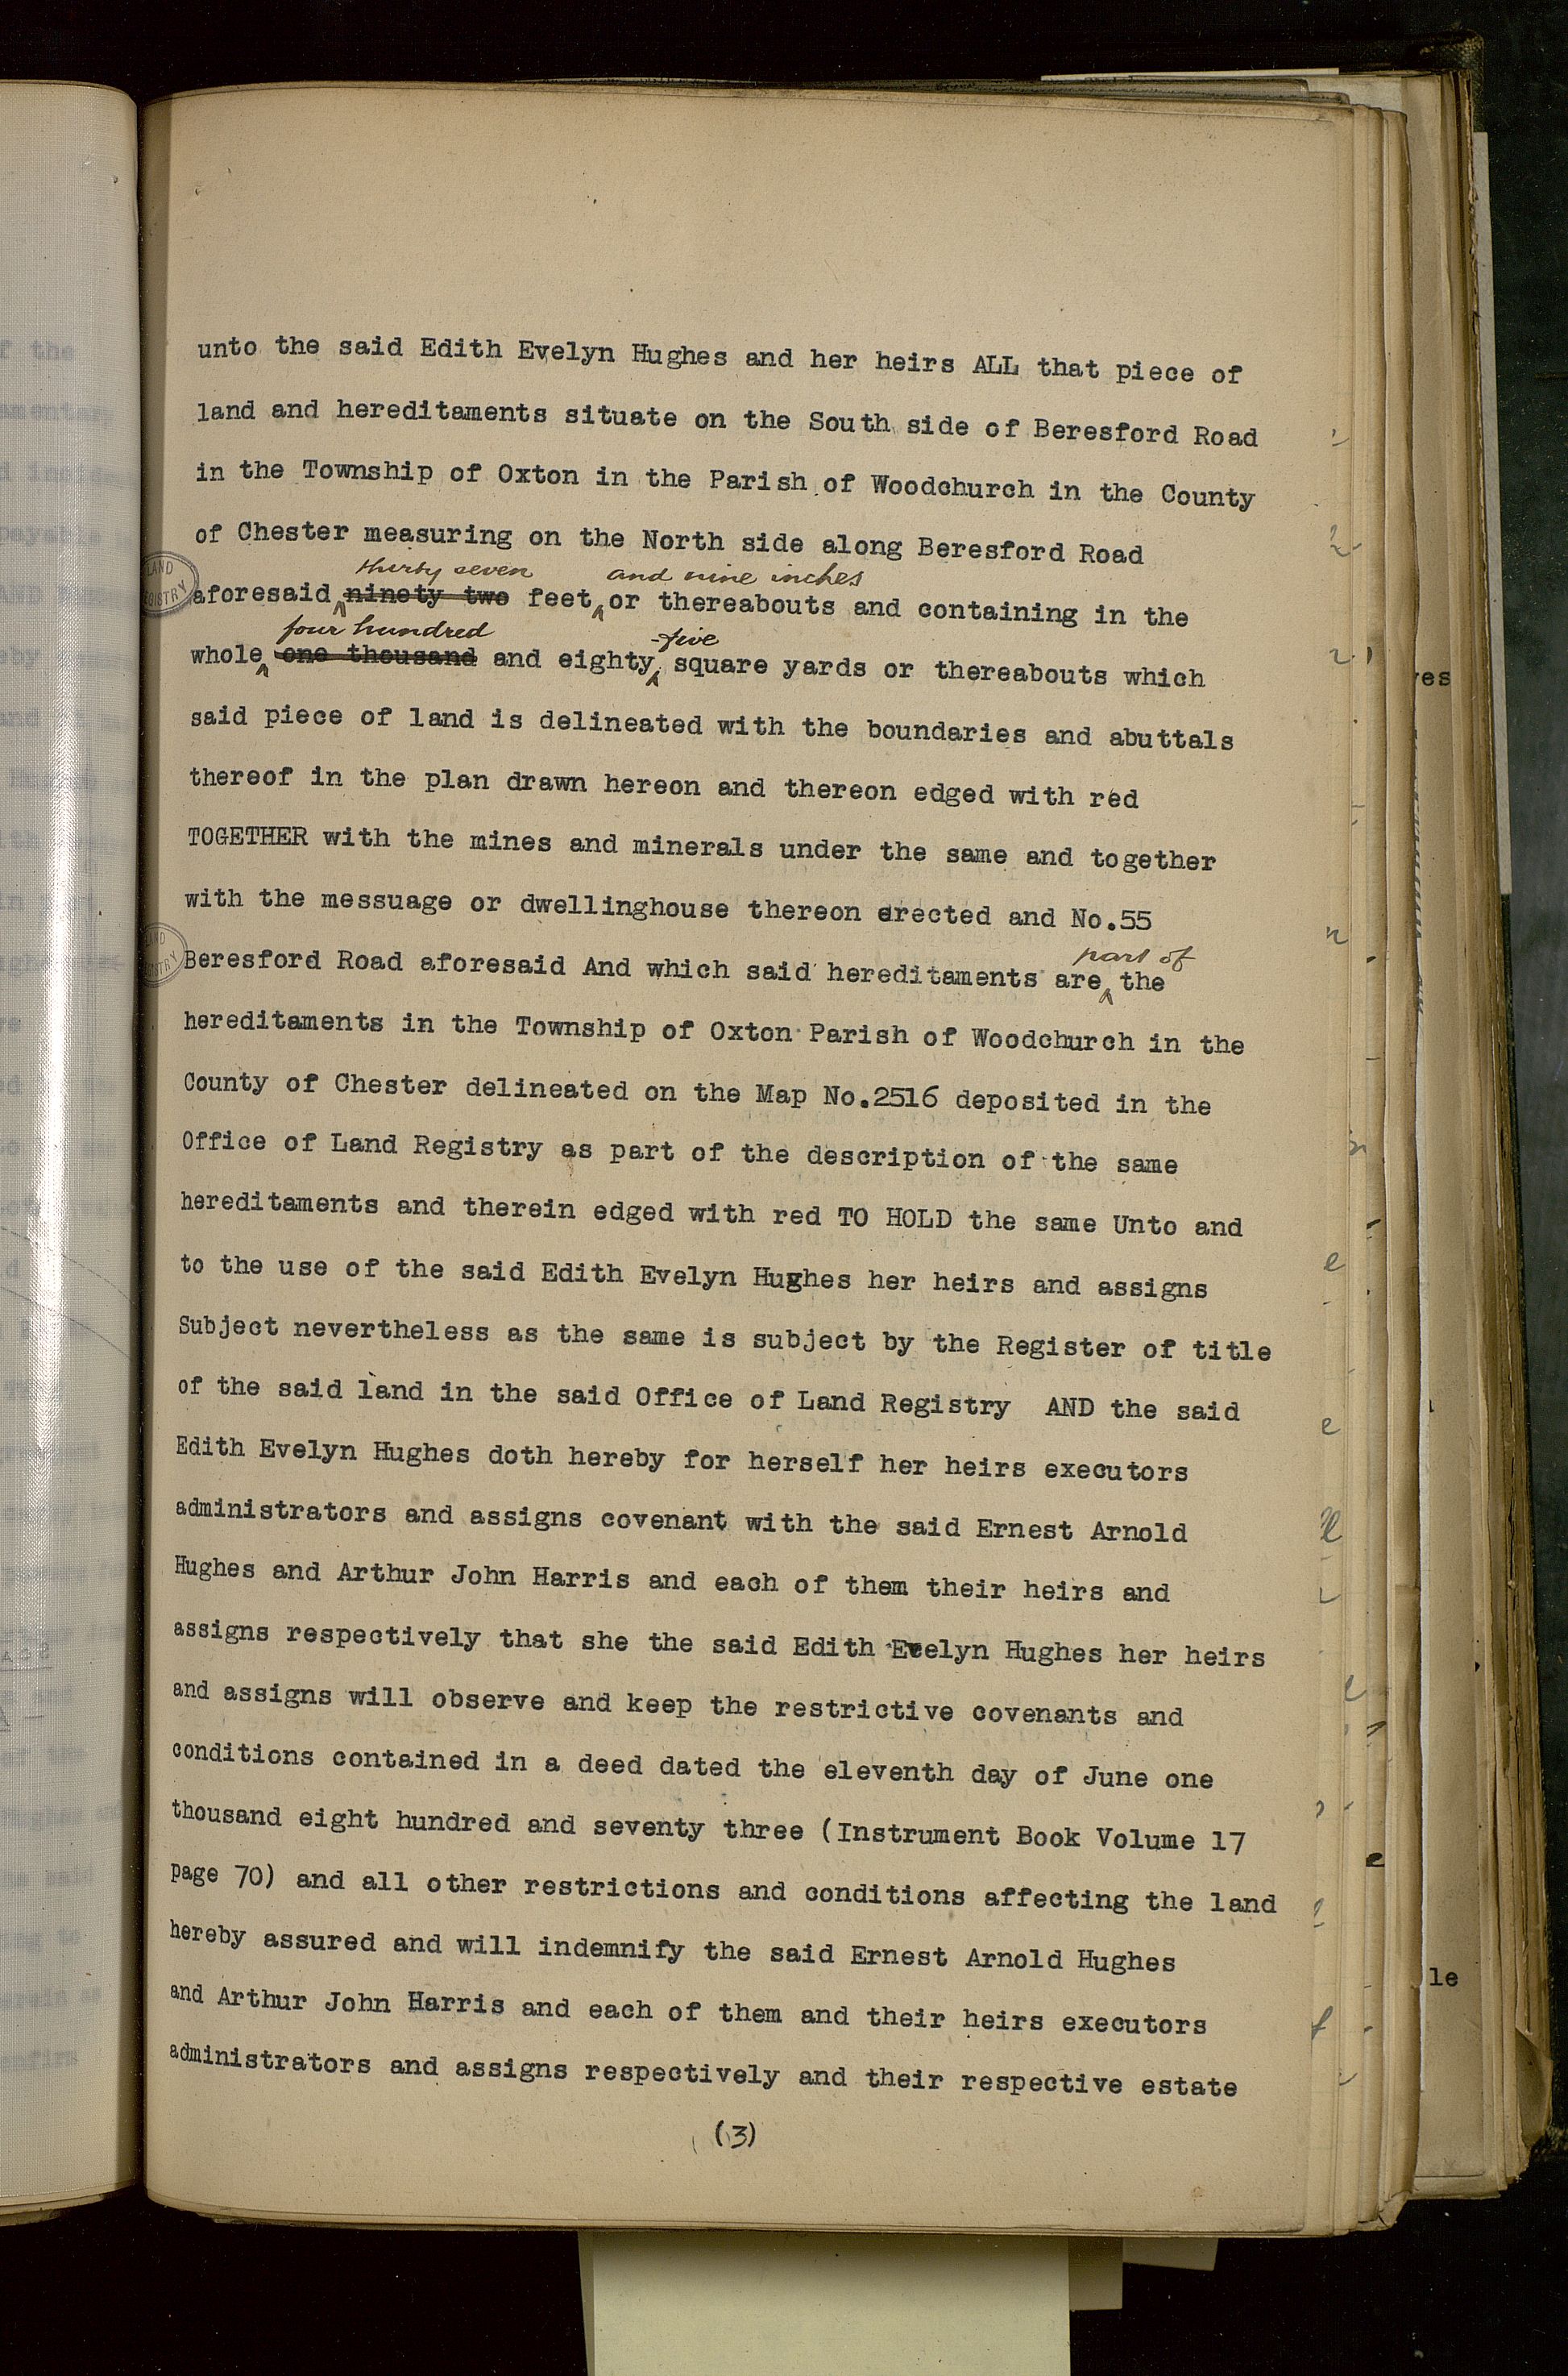 unto the said Edith Evelyn Hughes and her heirs ALL that piece of
land and hereditaments situate on the South side of Beresford Road
in the Township of Oxton in the Parish of Woodchurch in the County
of Chester measuring on the North side along Beresford Road
thirty seven and nine inches
aforesaid ninety two feet or thereabouts and containing in the
four hundred -five
whole one thousand and eighty square yards or thereabouts which
said piece of land is delineated with the boundaries and abuttals
thereof in the plan drawn hereon and thereon edged with red
TOGETHER with the mines and minerals under the same and together
with the messuage or dwellinghouse thereon erected and No.55
part of
Beresford Road aforesaid And which said hereditaments are the
hereditaments in the Township of Oxton Parish of Woodchurch in the
County of Chester delineated on the Map No.2516 deposited in the
Office of Land Registry as part of the description of the same
hereditaments and therein edged with red TO HOLD the same Unto and
to the use of the said Edith Evelyn Hughes her heirs and assigns
Subject nevertheless as the same is subject by the Register of title
of the said land in the said Office of Land Registry AND the said
Edith Evelyn Hughes doth hereby for herself her heirs executors
administrators and assigns covenant with the said Ernest Arnold
Hughes and Arthur John Harris and each of them their heirs and
assigns respectively that she the said Edith Evelyn Hughes her heirs
and assigns will observe and keep the restrictive covenants and
conditions contained in a deed dated the eleventh day of June one
thousand eight hundred and seventy three (Instrument Book Volume 17
page 70) and all other restrictions and conditions affecting the land
hereby assured and will indemnify the said Ernest Arnold Hughes
and Arthur John Harris and each of them and their heirs executors
administrators and assigns respectively and their respective estate
(3)